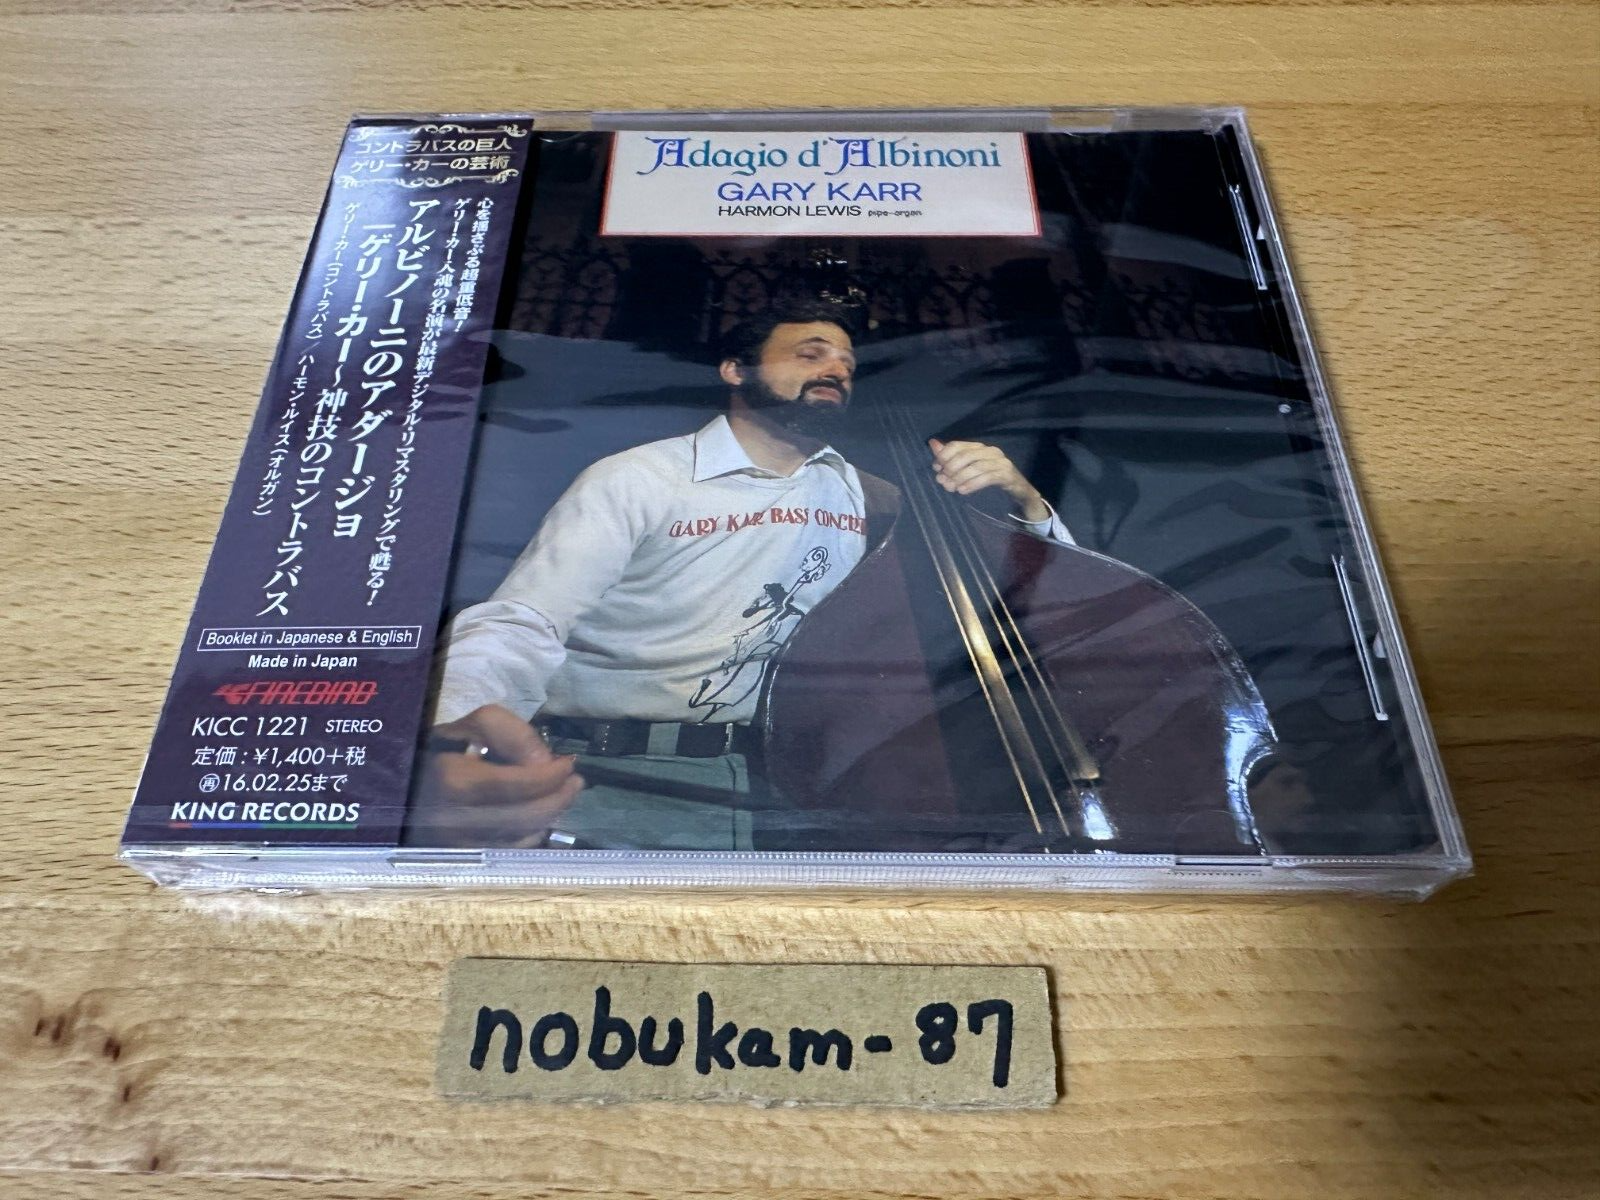 コントラバスの巨人
ゲリー・カーの芸術
心を揺さぶる超重低音！
ゲリー・カー入魂の名演が最新デジタル・リマスタリングで甦る！
アルビノーニのアダージョ
―ゲリー・カー～神技のコントラバス
ゲリー・カー（コントラバス）／ハーモン・ルイス（オルガン）
Booklet in Japanese & English
Made in Japan
FIREBIRD
KICC 1221 STEREO
定価：¥1,400＋税
再16.02.25まで
KING RECORDS
Adagio d'Albinoni
GARY KARR
HARMON LEWIS pipe-organ
GARY KARR BASS CONCER
nobukam-87